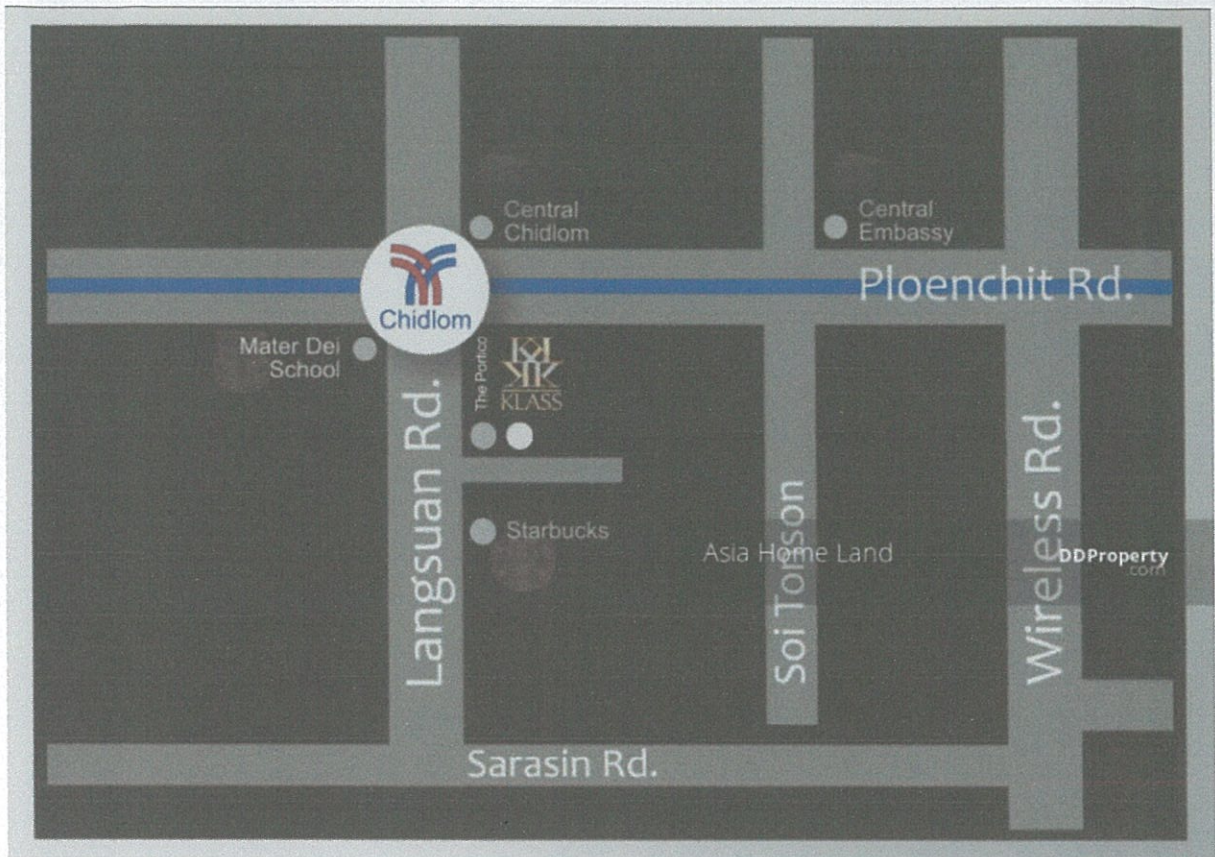 Central
Chidlom
Central
Embassy
Ploenchit Rd.
Chidlom
Mater Dei
School
The Portico
KLASS
Langsuan Rd.
Starbucks
Soi Tonson
Wireless Rd.
Asia Home Land
DDProperty
.com
Sarasin Rd.